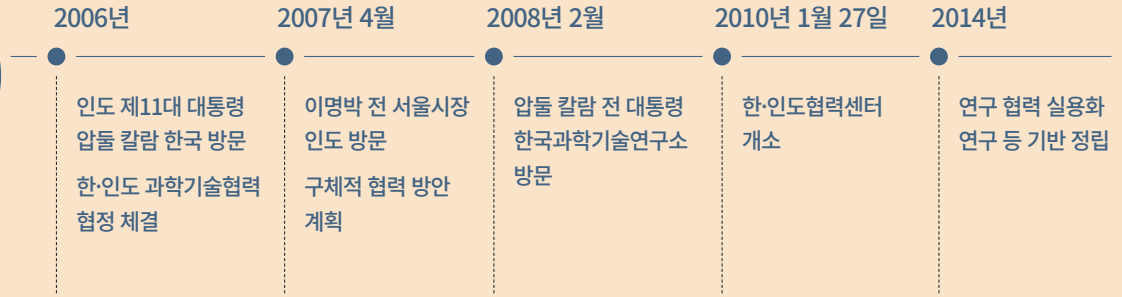 2006년
인도 제11대 대통령
압둘 칼람 한국 방문
한·인도 과학기술협력
협정 체결
2007년 4월
이명박 전 서울시장
인도 방문
구체적 협력 방안
계획
2008년 2월
압둘 칼람 전 대통령
한국과학기술연구소
방문
2010년 1월 27일
한·인도협력센터
개소
2014년
연구 협력 실용화
연구 등 기반 정립